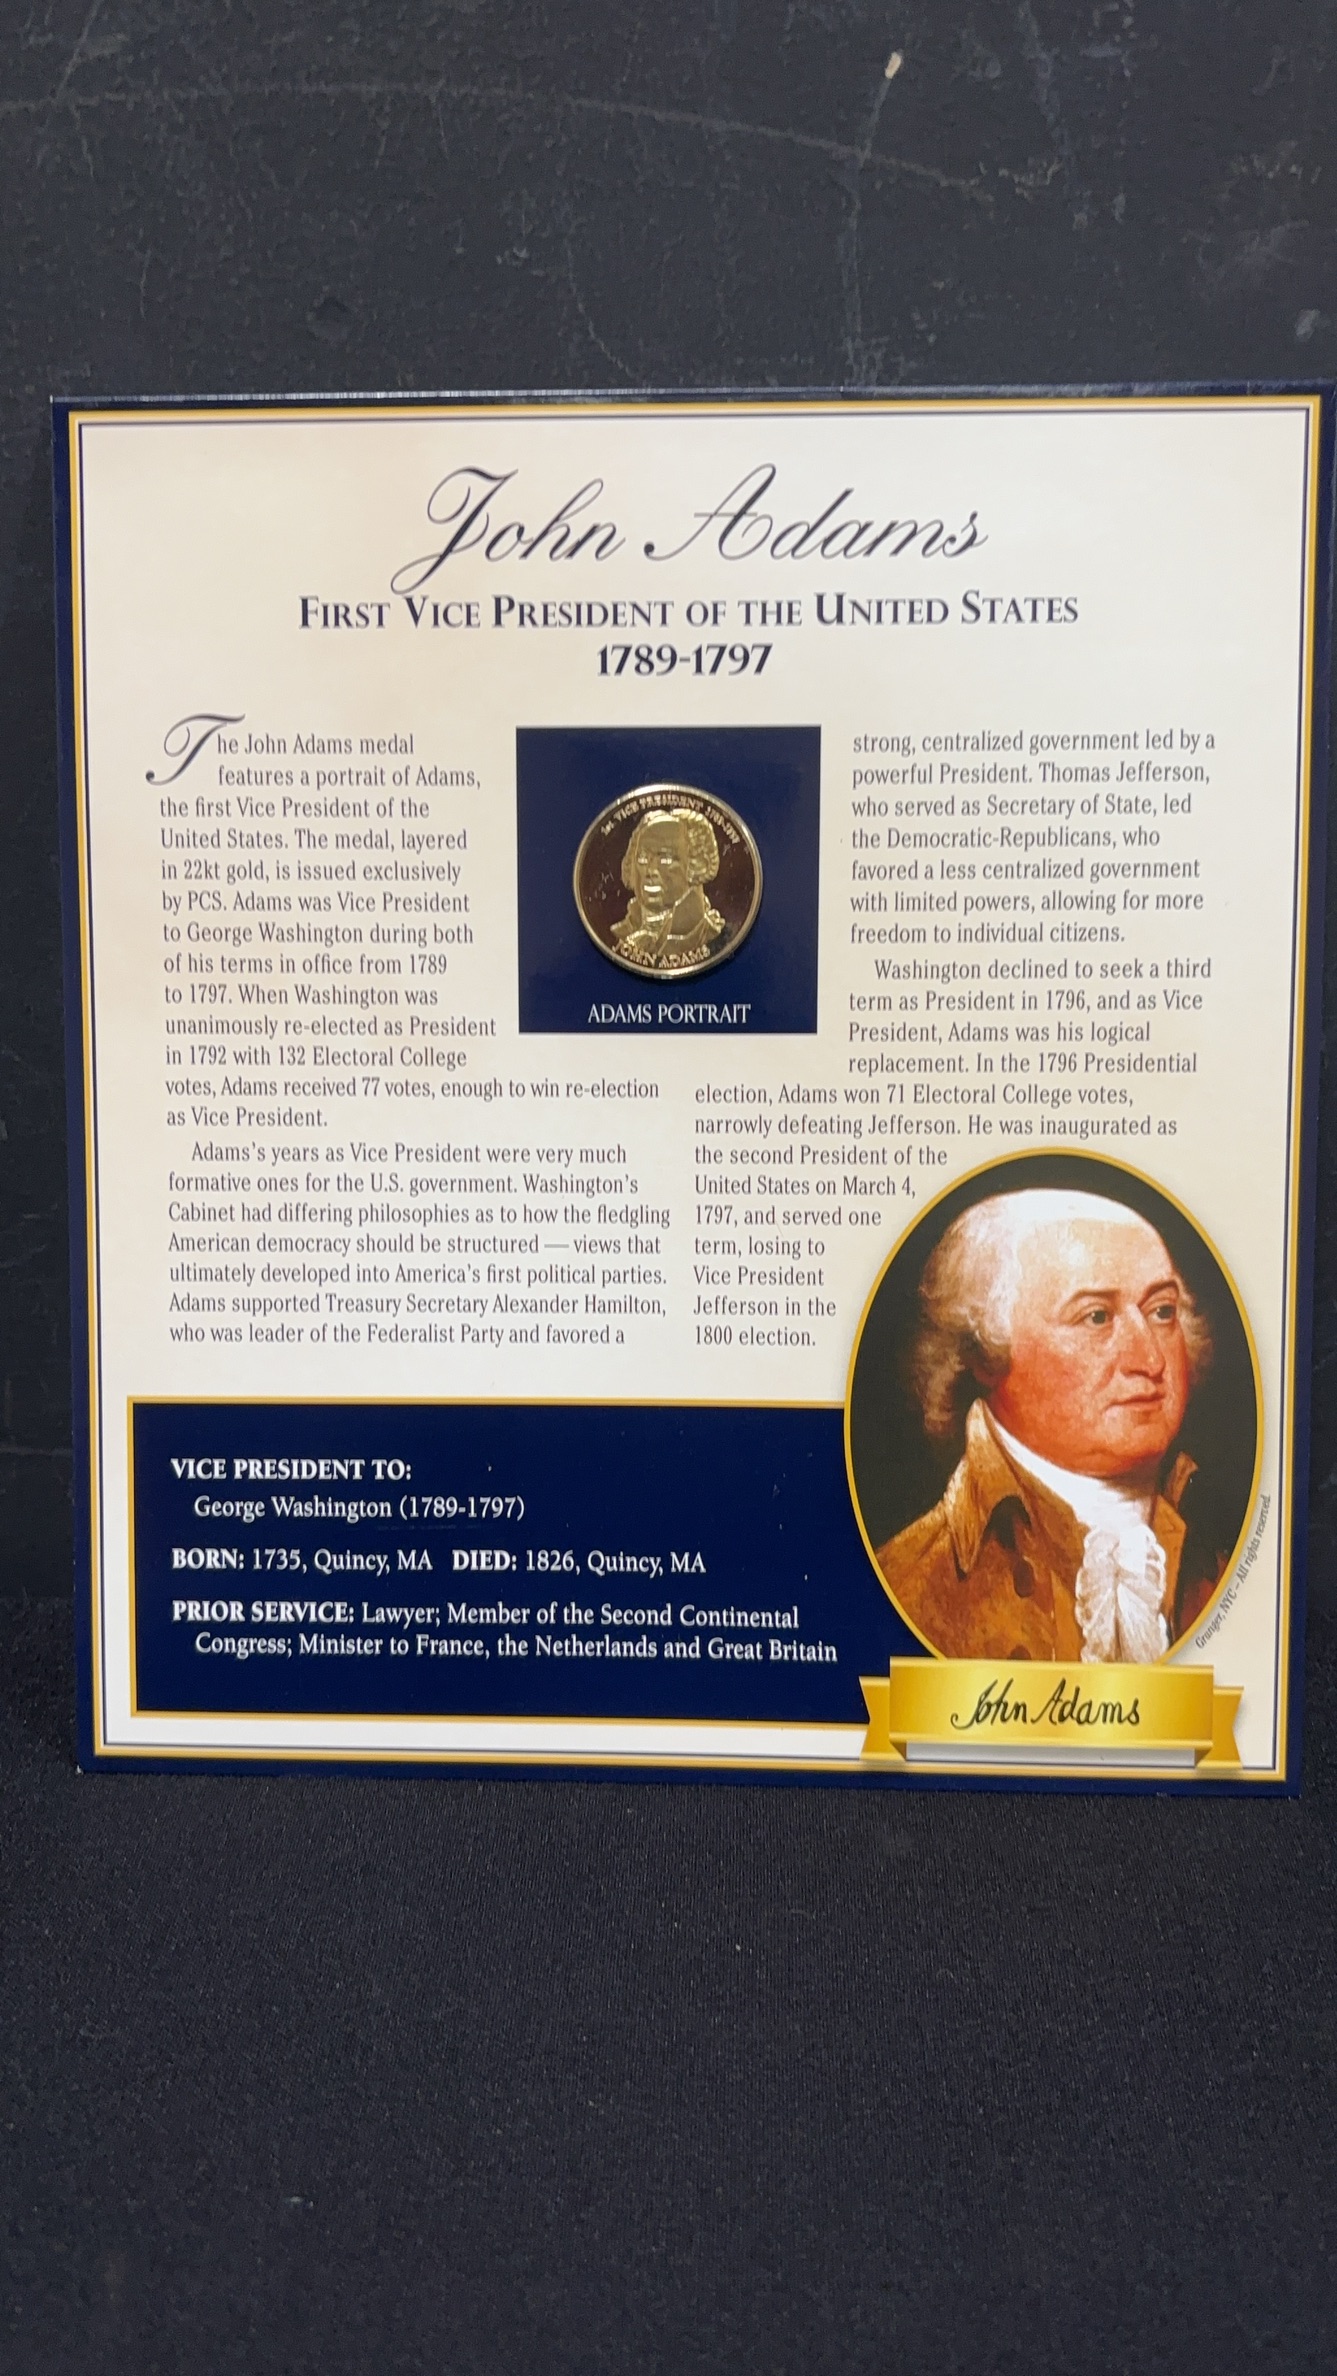 John Adams
FIRST VICE PRESIDENT OF THE UNITED STATES
1789-1797
The John Adams medal
features a portrait of Adams,
the first Vice President of the
United States. The medal, layered
in 22kt gold, is issued exclusively
by PCS. Adams was Vice President
to George Washington during both
of his terms in office from 1789
to 1797. When Washington was
unanimously re-elected as President
in 1792 with 132 Electoral College
votes, Adams received 77 votes, enough to win re-election
as Vice President.
Adams's years as Vice President were very much
formative ones for the U.S. government. Washington's
Cabinet had differing philosophies as to how the fledgling
American democracy should be structured — views that
ultimately developed into America's first political parties.
Adams supported Treasury Secretary Alexander Hamilton,
who was leader of the Federalist Party and favored a
1st VICE PRESIDENT 1789-1797
JOHN ADAMS
ADAMS PORTRAIT
strong, centralized government led by a
powerful President. Thomas Jefferson,
who served as Secretary of State, led
the Democratic-Republicans, who
favored a less centralized government
with limited powers, allowing for more
freedom to individual citizens.
Washington declined to seek a third
term as President in 1796, and as Vice
President, Adams was his logical
replacement. In the 1796 Presidential
election, Adams won 71 Electoral College votes,
narrowly defeating Jefferson. He was inaugurated as
the second President of the
United States on March 4,
1797, and served one
term, losing to
Vice President
Jefferson in the
1800 election.
VICE PRESIDENT TO:
George Washington (1789-1797)
BORN: 1735, Quincy, MA DIED: 1826, Quincy, MA
PRIOR SERVICE: Lawyer; Member of the Second Continental
Congress; Minister to France, the Netherlands and Great Britain
Granger, NYC – All rights reserved.
John Adams